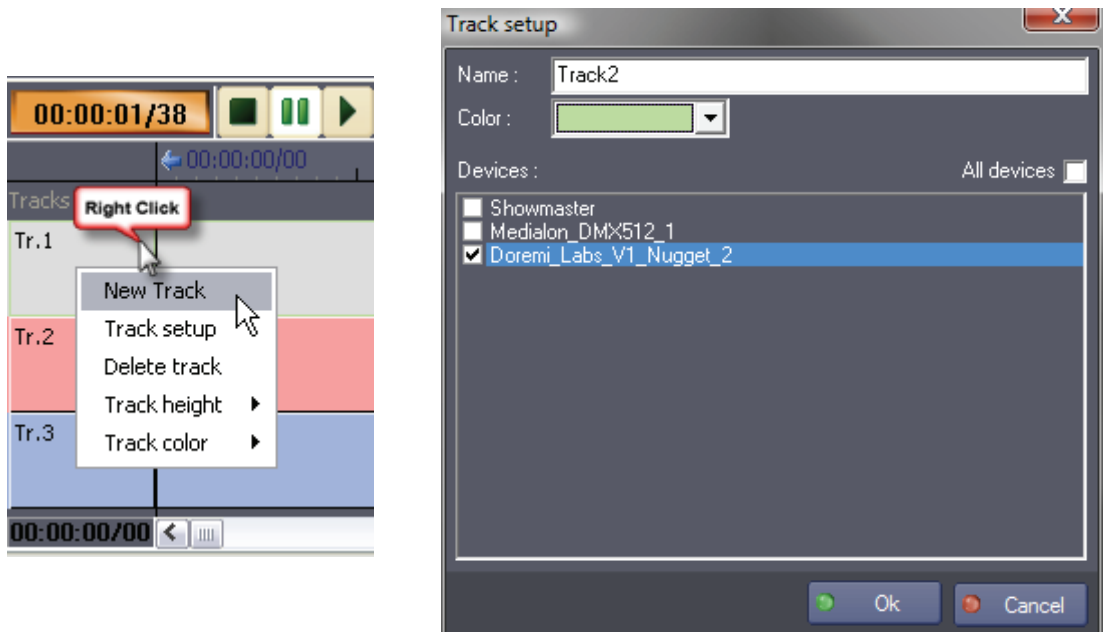 00:00:01/38
00:00:00/00
Tracks
Right Click
Tr.1
New Track
Track setup
Delete track
Track height
Track color
Tr.2
Tr.3
00:00:00/00
Track setup
Name :
Track2
Color :
Devices :
All devices
Showmaster
Medialon_DMX512_1
Doremi_Labs_V1_Nugget_2
Ok
Cancel